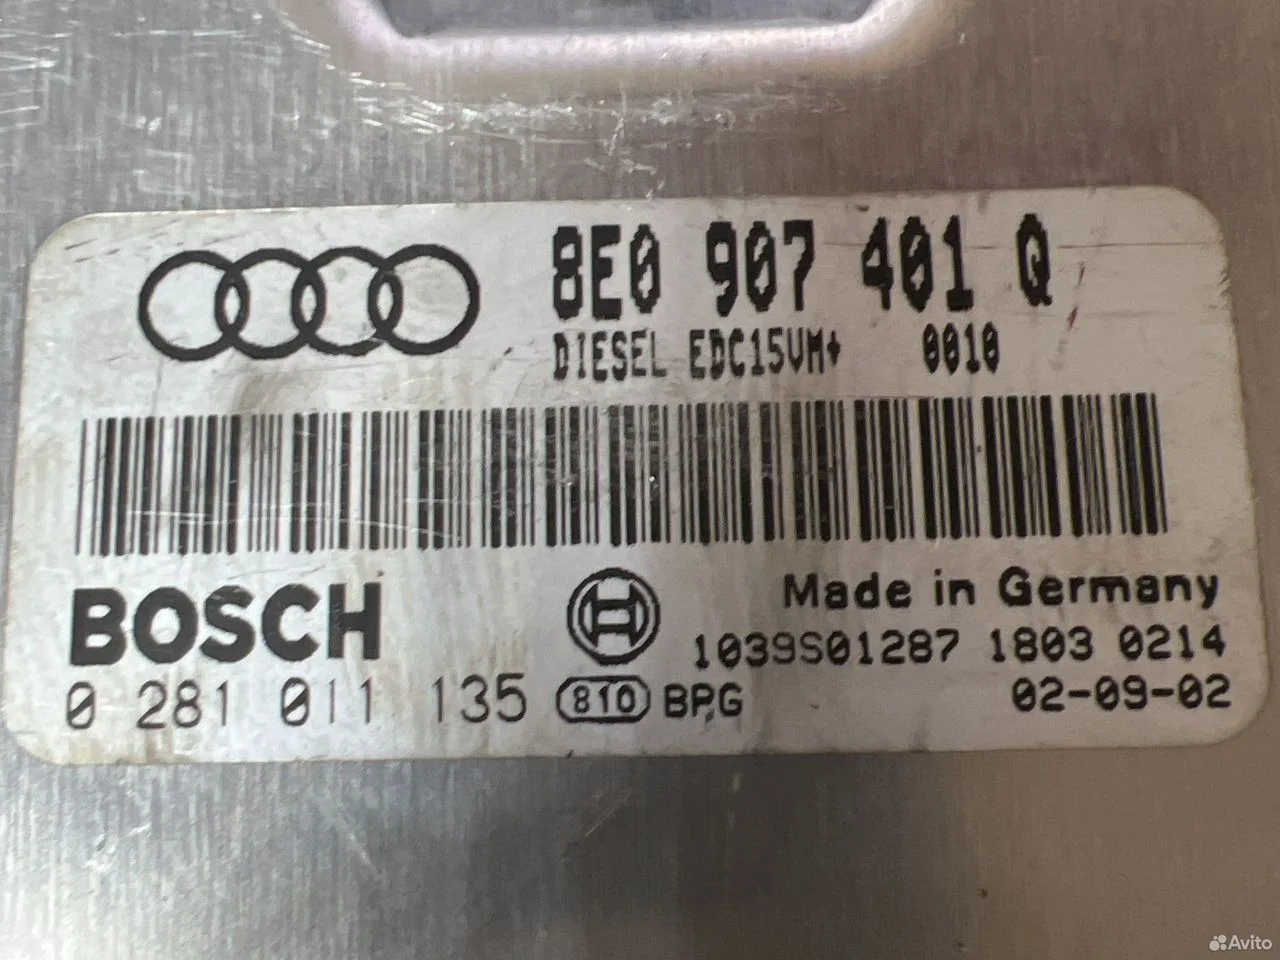 8E0 907 401 Q
DIESEL EDC15VM+ 0010
BOSCH
Made in Germany
1039S01287 1803 0214
0 281 011 135 810 BPG 02-09-02
Avito